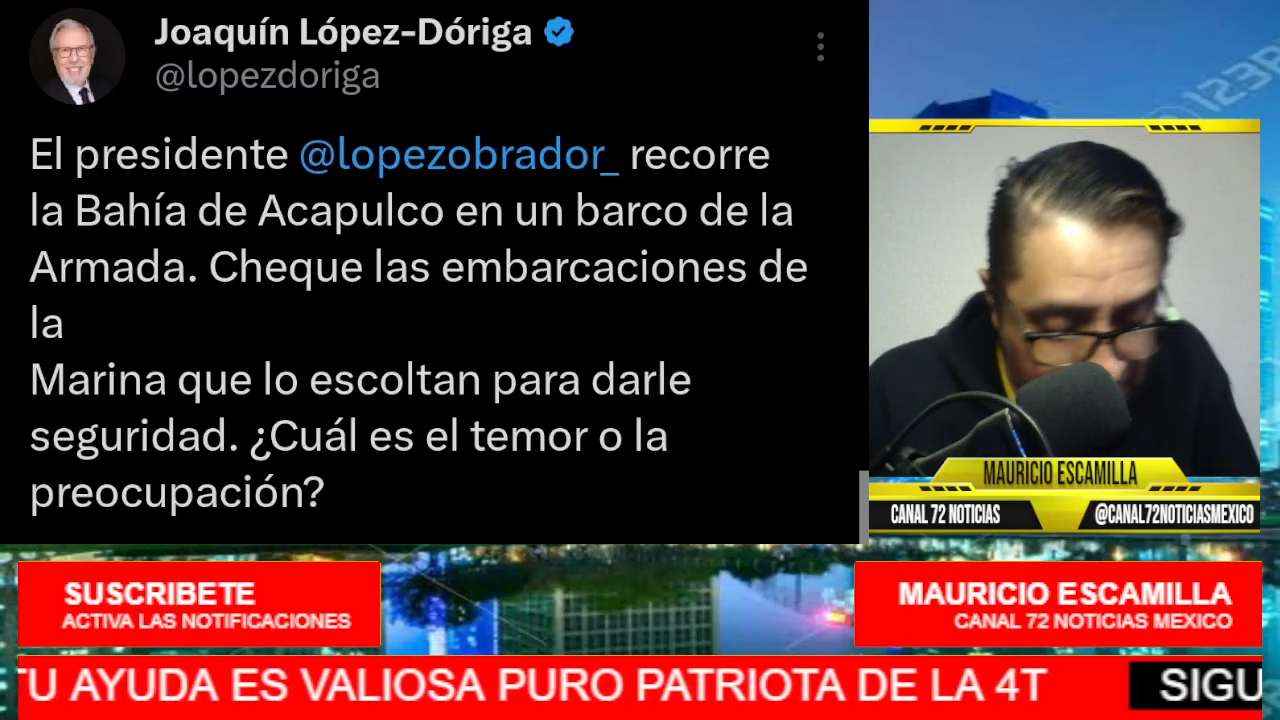 Joaquín López-Dóriga
@lopezdoriga
El presidente @lopezobrador_ recorre
la Bahía de Acapulco en un barco de la
Armada. Cheque las embarcaciones de
la
Marina que lo escoltan para darle
seguridad. ¿Cuál es el temor o la
preocupación?
123R
MAURICIO ESCAMILLA
CANAL 72 NOTICIAS
@CANAL72NOTICIASMEXICO
SUSCRIBETE
ACTIVA LAS NOTIFICACIONES
MAURICIO ESCAMILLA
CANAL 72 NOTICIAS MEXICO
TU AYUDA ES VALIOSA PURO PATRIOTA DE LA 4T
SIGU